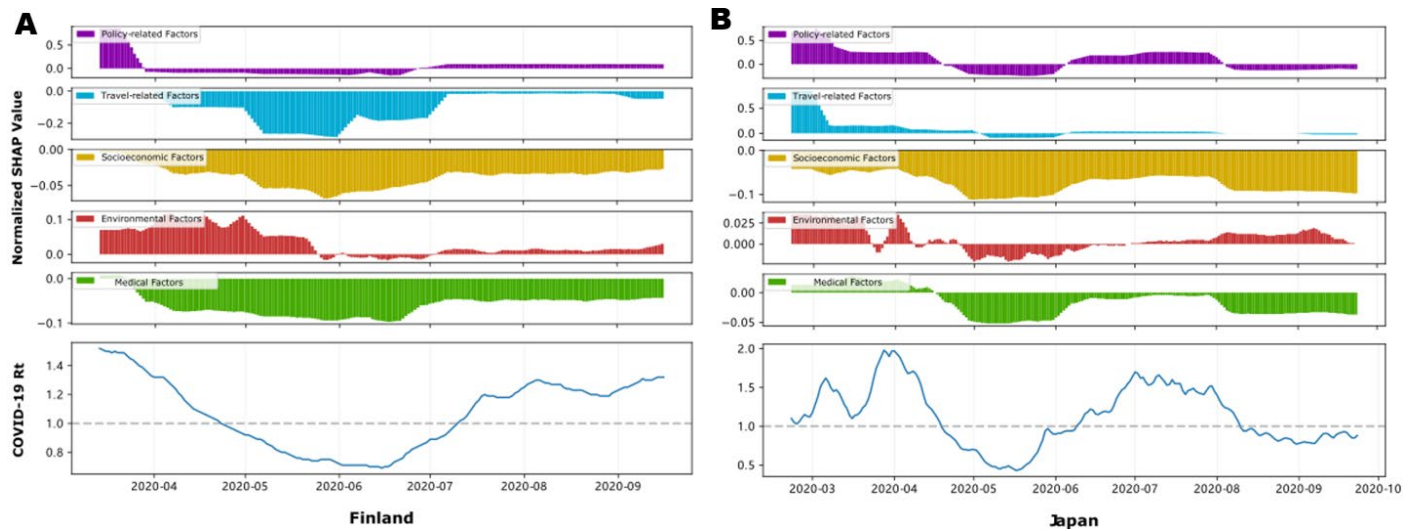 A
Policy-related Factors
0.5
0.0
Travel-related Factors
0.0
−0.2
Socioeconomic Factors
0.00
−0.05
Environmental Factors
0.1
0.0
Medical Factors
0.0
−0.1
Normalized SHAP Value
1.4
1.2
1.0
0.8
COVID-19 Rt
2020-04 2020-05 2020-06 2020-07 2020-08 2020-09
Finland
B
Policy-related Factors
0.5
0.0
Travel-related Factors
0.5
0.0
Socioeconomic Factors
0.0
−0.1
Environmental Factors
0.025
0.000
Medical Factors
0.00
−0.05
2.0
1.5
1.0
0.5
2020-03 2020-04 2020-05 2020-06 2020-07 2020-08 2020-09 2020-10
Japan